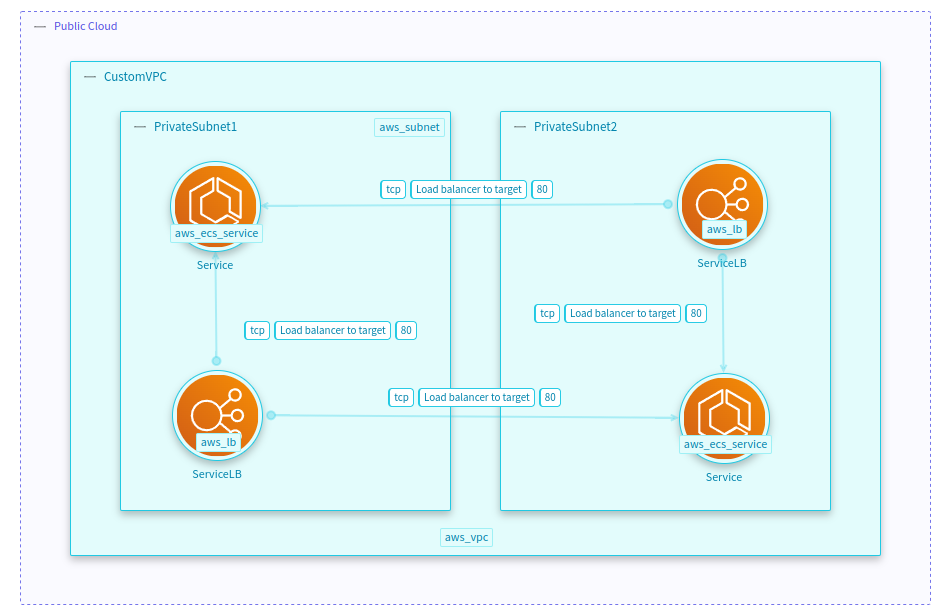 Public Cloud
CustomVPC
PrivateSubnet1
aws_subnet
PrivateSubnet2
tcp Load balancer to target 80
aws_ecs_service
Service
aws_lb
ServiceLB
tcp Load balancer to target 80
tcp Load balancer to target 80
tcp Load balancer to target 80
aws_lb
ServiceLB
aws_ecs_service
Service
aws_vpc